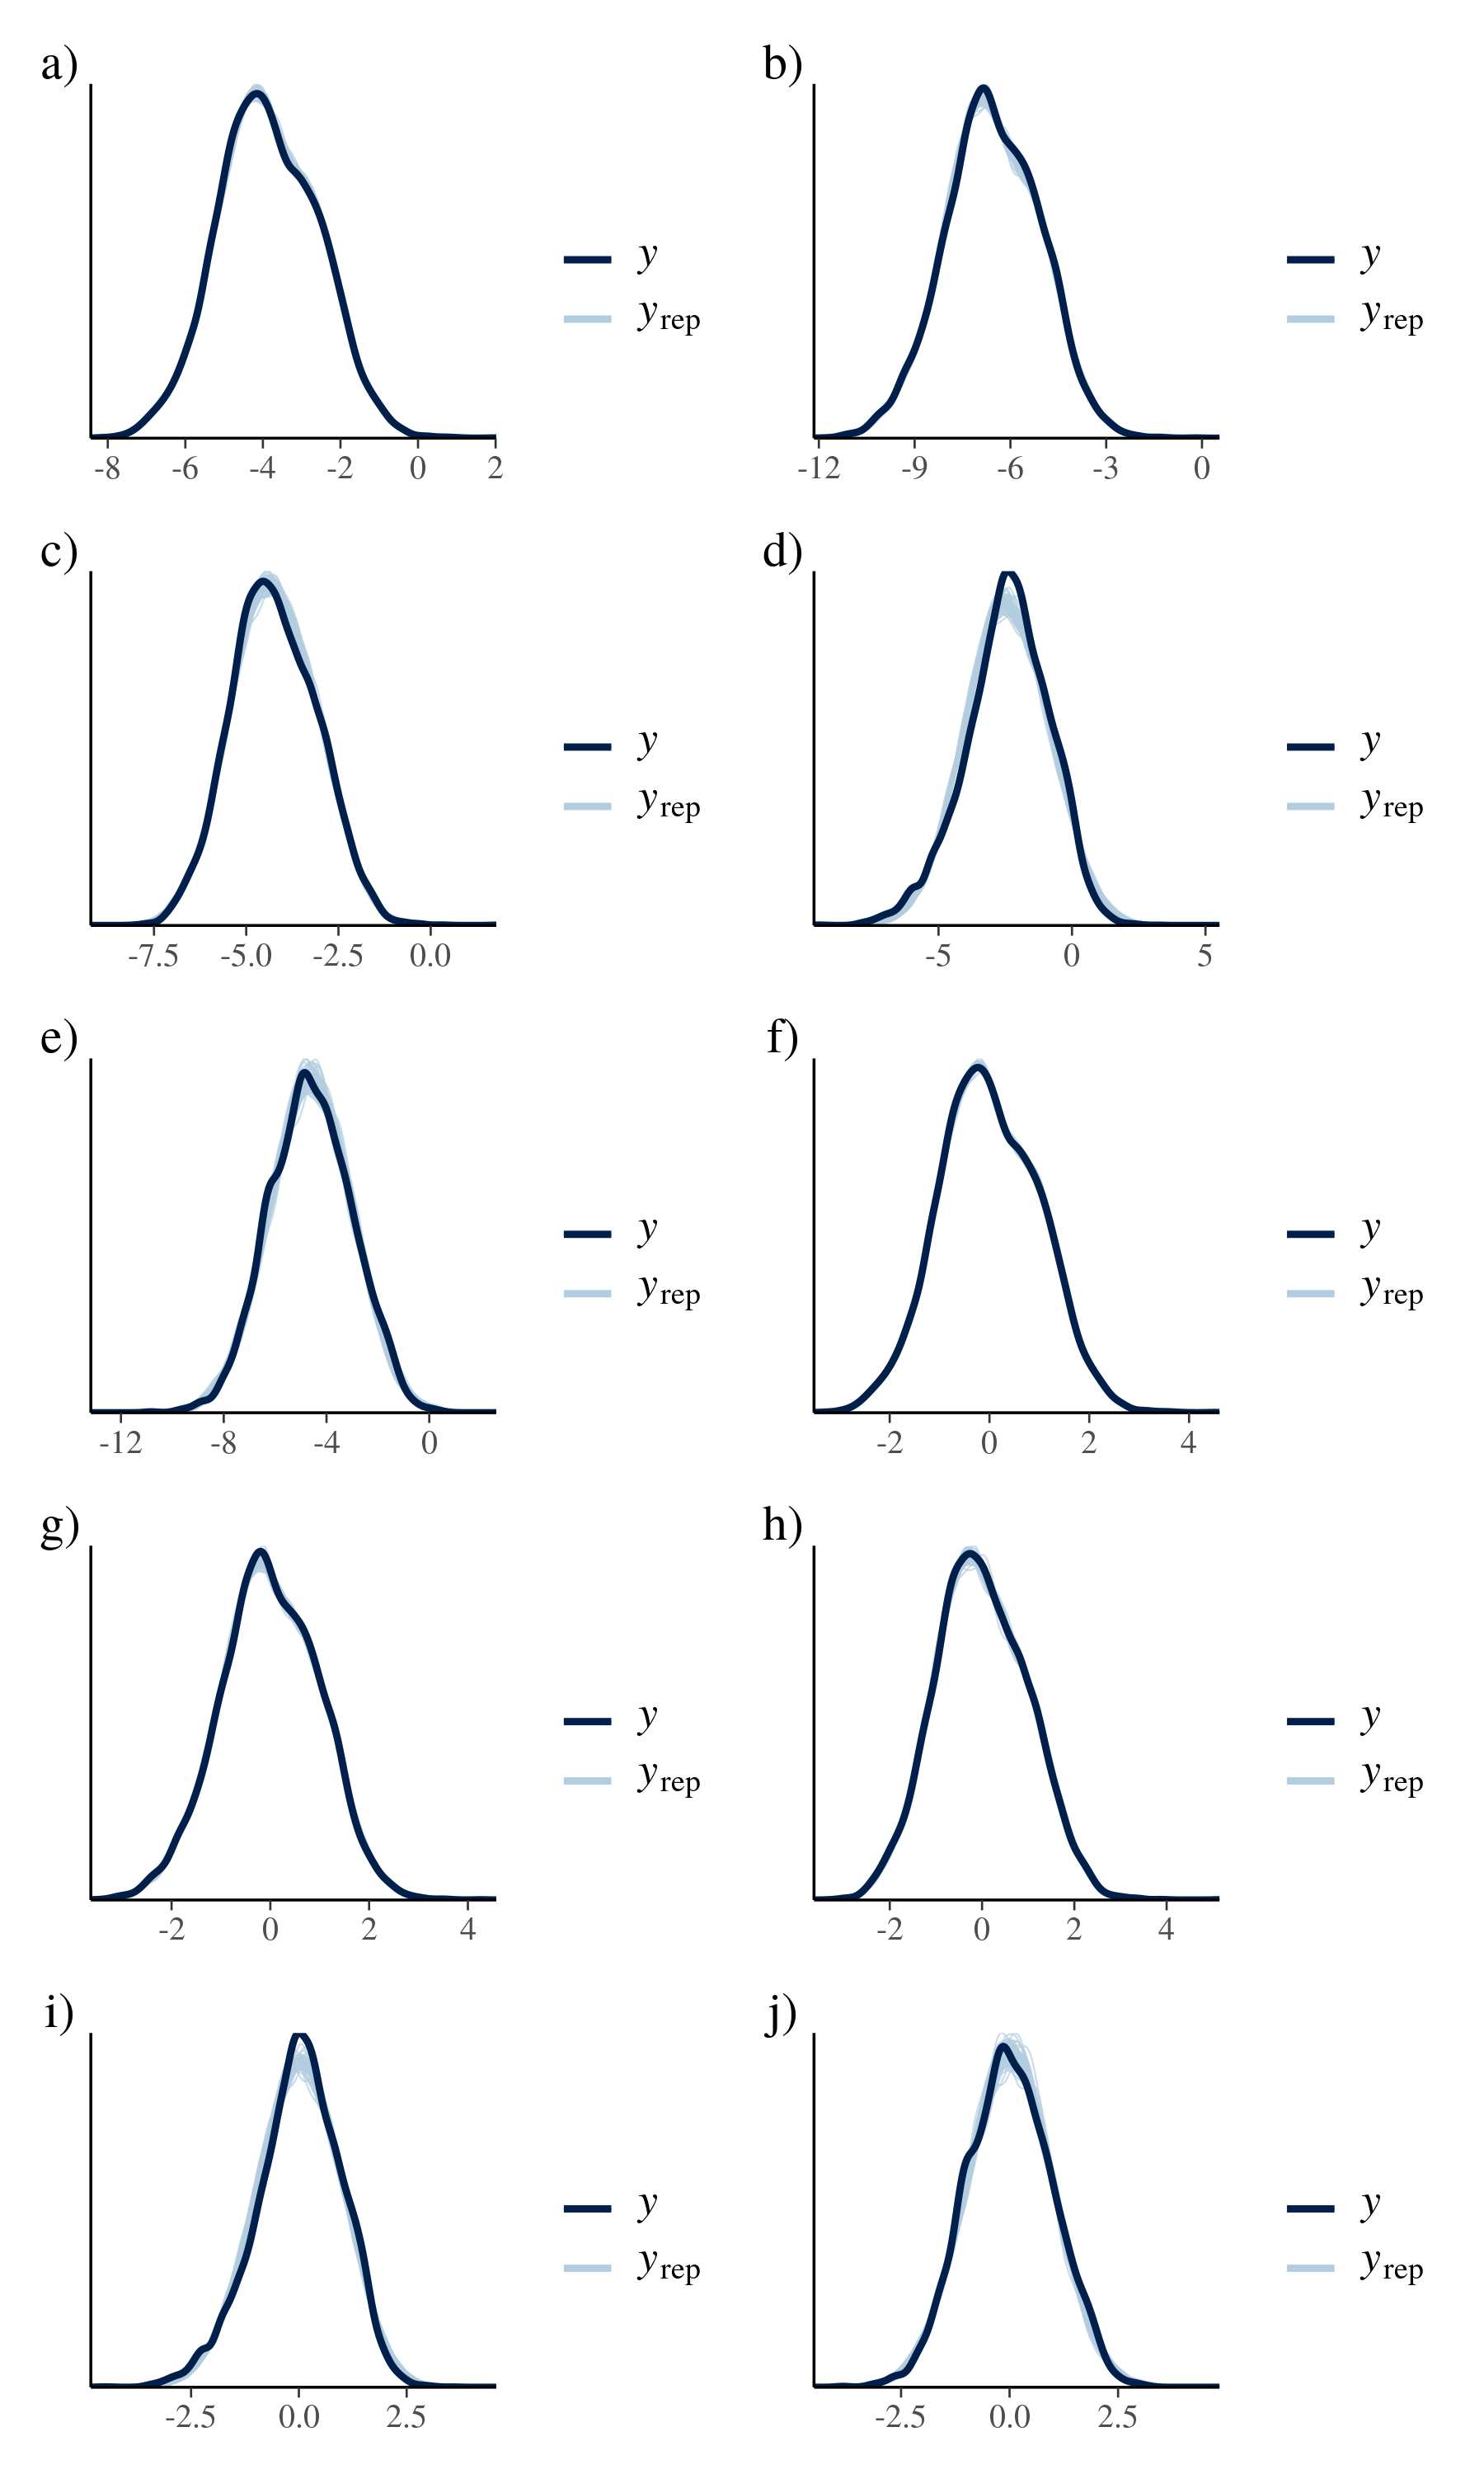 a)
y
yrep
-8 -6 -4 -2 0 2
b)
y
yrep
-12 -9 -6 -3 0
c)
y
yrep
-7.5 -5.0 -2.5 0.0
d)
y
yrep
-5 0 5
e)
y
yrep
-12 -8 -4 0
f)
y
yrep
-2 0 2 4
g)
y
yrep
-2 0 2 4
h)
y
yrep
-2 0 2 4
i)
y
yrep
-2.5 0.0 2.5
j)
y
yrep
-2.5 0.0 2.5